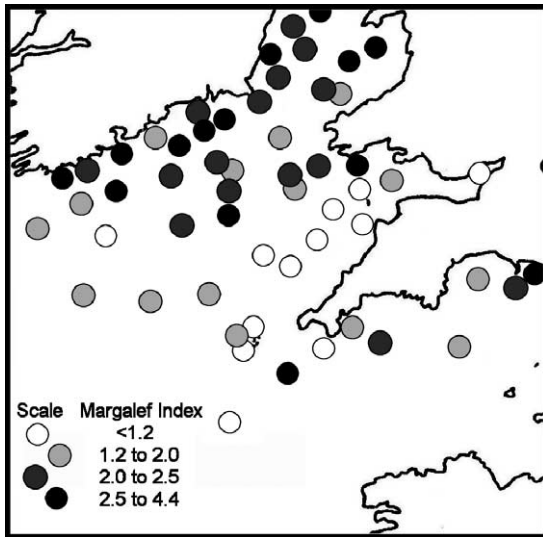 Scale Margalef Index
<1.2
1.2 to 2.0
2.0 to 2.5
2.5 to 4.4